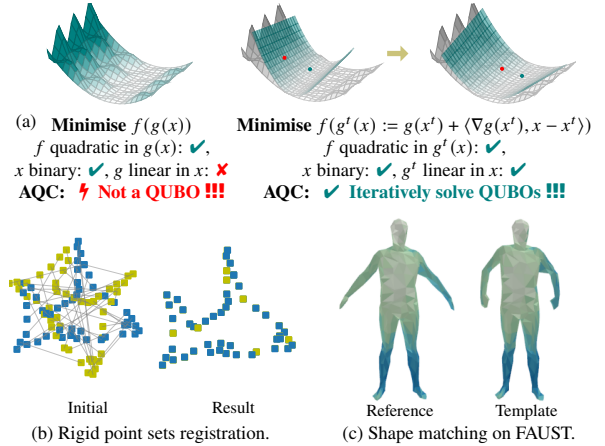 (a) Minimise f(g(x))
f quadratic in g(x): ✔,
x binary: ✔, g linear in x: ✘
AQC: ⚡ Not a QUBO !!!
Minimise f(g^t(x) := g(x^t) + ⟨∇g(x^t), x − x^t⟩)
f quadratic in g^t(x): ✔,
x binary: ✔, g^t linear in x: ✔
AQC: ✔ Iteratively solve QUBOs !!!
Initial
Result
(b) Rigid point sets registration.
Reference
Template
(c) Shape matching on FAUST.